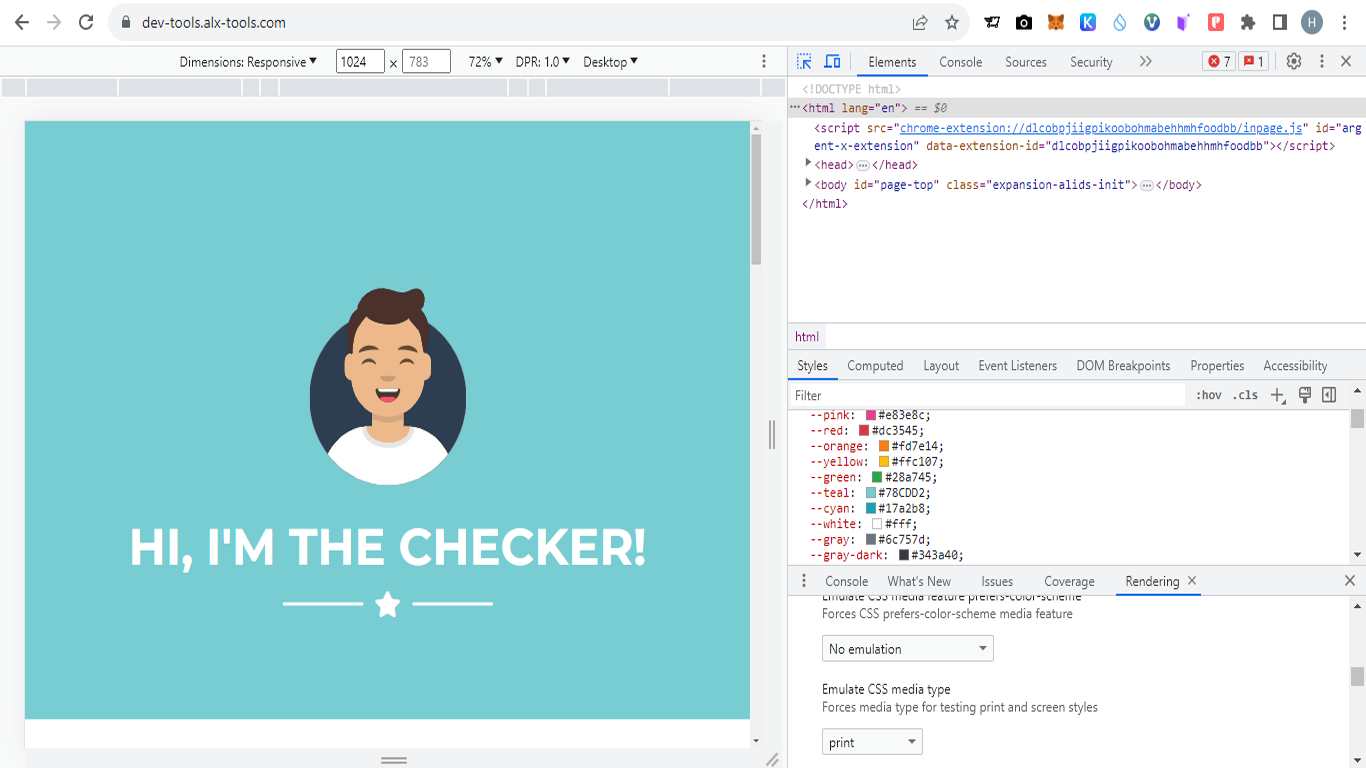 dev-tools.alx-tools.com
H
Dimensions: Responsive 1024 x 783 72% DPR: 1.0 Desktop
HI, I'M THE CHECKER!
Elements Console Sources Security 7 1
<!DOCTYPE html>
<html lang="en"> == $0
<script src="chrome-extension://dlcobpjiigpikoobohmabehhmhfoodbb/inpage.js" id="arg
ent-x-extension" data-extension-id="dlcobpjiigpikoobohmabehhmhfoodbb"></script>
<head> … </head>
<body id="page-top" class="expansion-alids-init"> … </body>
</html>
html
Styles Computed Layout Event Listeners DOM Breakpoints Properties Accessibility
Filter :hov .cls
--pink: #e83e8c;
--red: #dc3545;
--orange: #fd7e14;
--yellow: #ffc107;
--green: #28a745;
--teal: #78CDD2;
--cyan: #17a2b8;
--white: #fff;
--gray: #6c757d;
--gray-dark: #343a40;
Console What's New Issues Coverage Rendering
Emulate CSS media feature prefers-color-scheme
Forces CSS prefers-color-scheme media feature
No emulation
Emulate CSS media type
Forces media type for testing print and screen styles
print